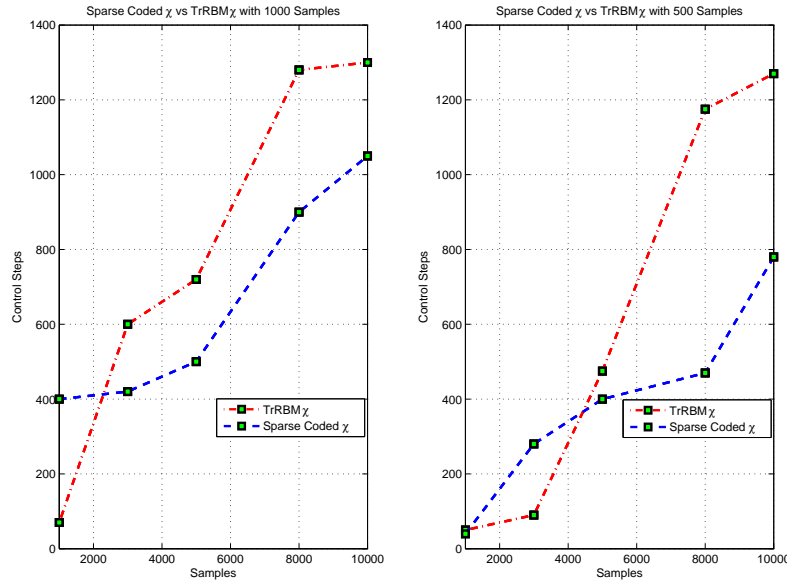 Sparse Coded χ vs TrRBMχ with 1000 Samples
1400
1200
1000
800
600
400
200
0
Control Steps
2000
4000
6000
8000
10000
Samples
TrRBMχ
Sparse Coded χ
Sparse Coded χ vs TrRBMχ with 500 Samples
1400
1200
1000
800
600
400
200
0
Control Steps
2000
4000
6000
8000
10000
Samples
TrRBMχ
Sparse Coded χ